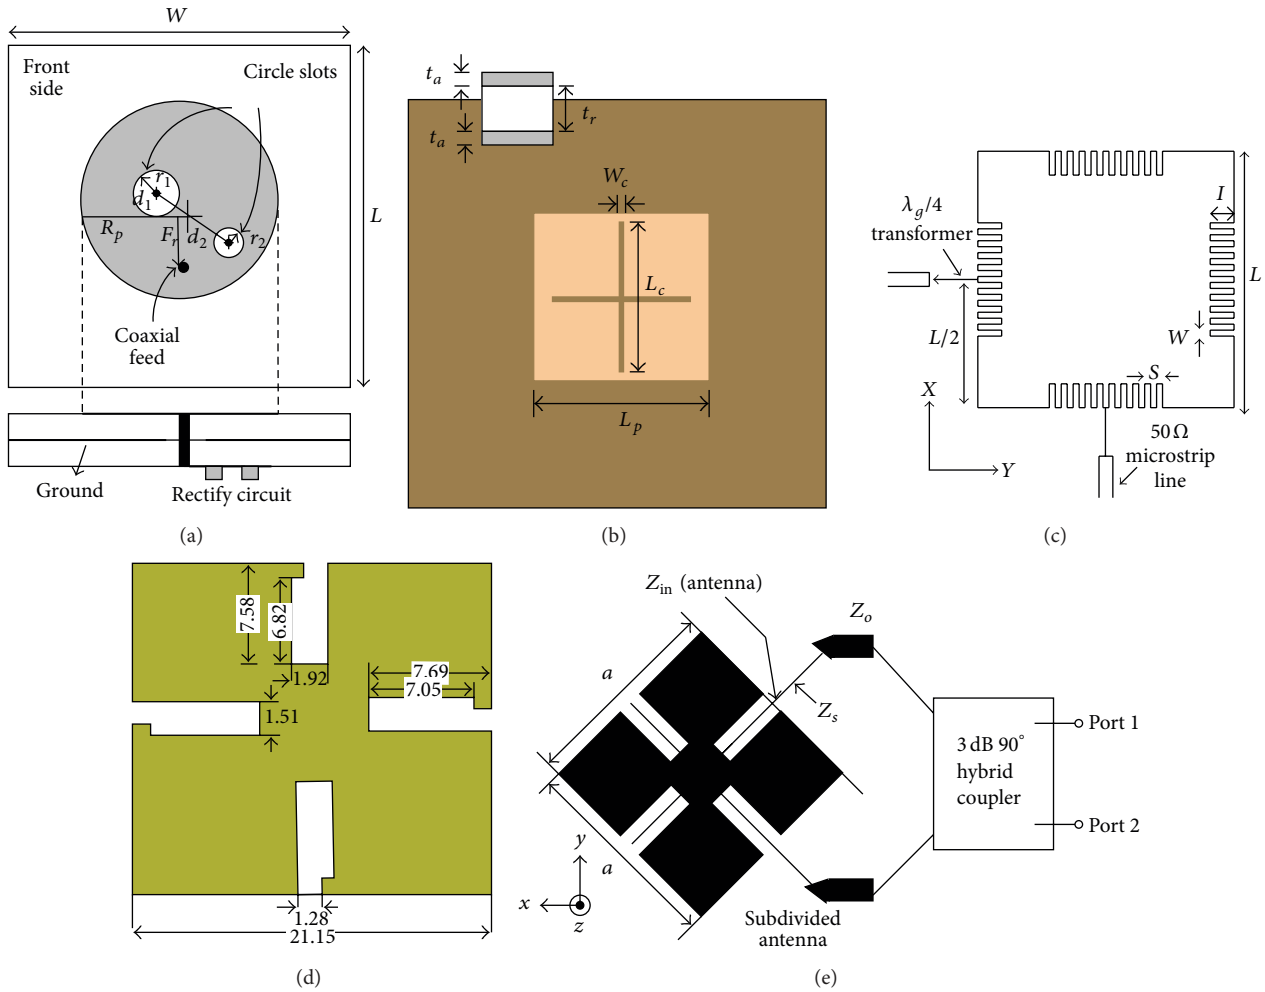 W
Front
side
Circle slots
r1
d1
Rp
Fr
d2
r2
L
Coaxial
feed
Ground
Rectify circuit
(a)
ta
tr
ta
Wc
Lc
Lp
(b)
λg/4
transformer
I
L
L/2
W
S
X
Y
50 Ω
microstrip
line
(c)
7.58
6.82
1.92
7.69
7.05
1.51
1.28
21.15
(d)
Zin (antenna)
Zo
a
Zs
3 dB 90°
hybrid
coupler
Port 1
Port 2
y
a
x
z
Subdivided
antenna
(e)